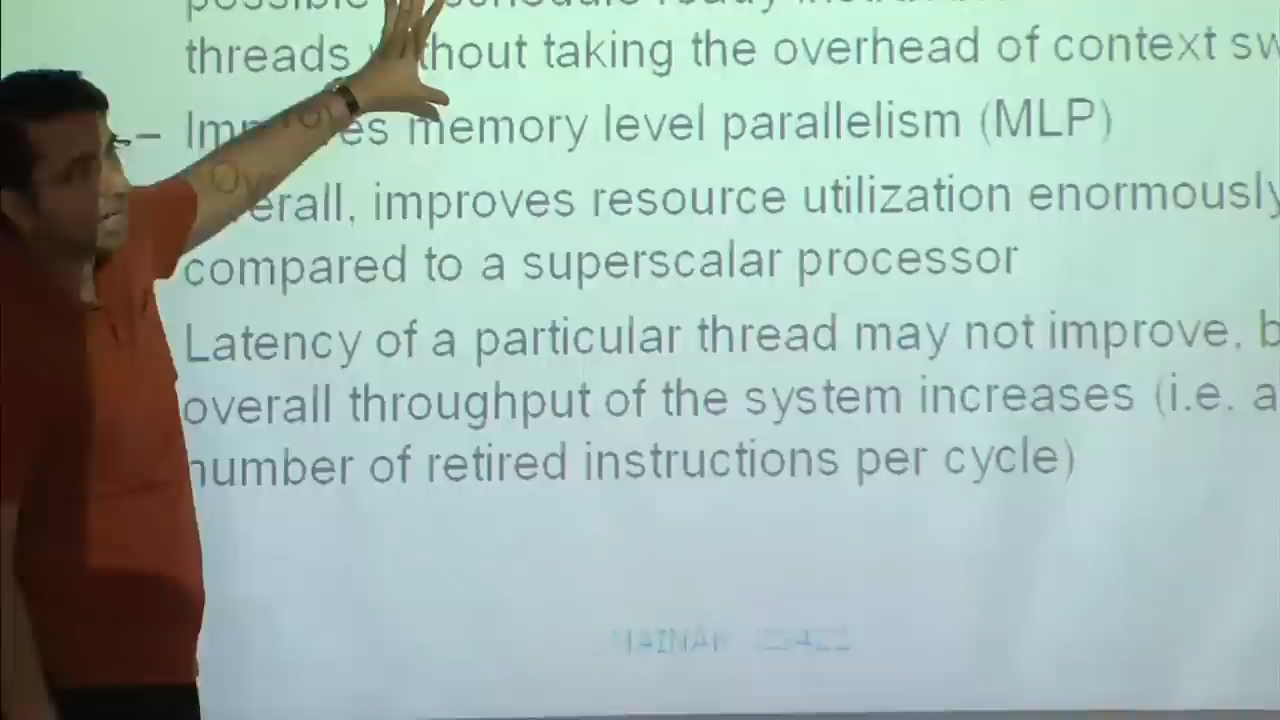 possible schedule ready
threads without taking the overhead of context sw
– Improves memory level parallelism (MLP)
Overall, improves resource utilization enormously
compared to a superscalar processor
Latency of a particular thread may not improve, b
overall throughput of the system increases (i.e. a
number of retired instructions per cycle)
MAINAK CS422